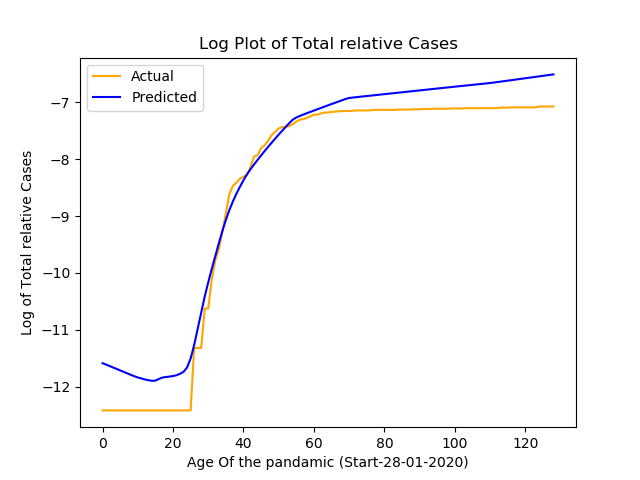 Log Plot of Total relative Cases
Actual
Predicted
−7
−8
−9
−10
−11
−12
Log of Total relative Cases
0 20 40 60 80 100 120
Age Of the pandamic (Start-28-01-2020)